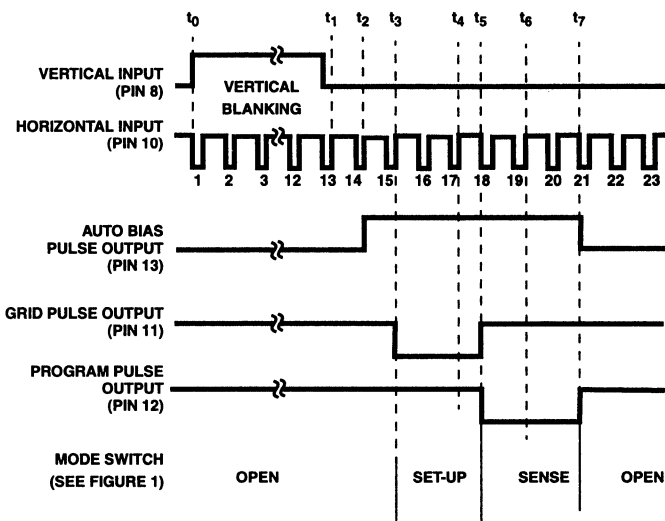 t0 t1 t2 t3 t4 t5 t6 t7
VERTICAL INPUT
(PIN 8)
VERTICAL
BLANKING
HORIZONTAL INPUT
(PIN 10)
1 2 3 12 13 14 15 16 17 18 19 20 21 22 23
AUTO BIAS
PULSE OUTPUT
(PIN 13)
GRID PULSE OUTPUT
(PIN 11)
PROGRAM PULSE
OUTPUT
(PIN 12)
MODE SWITCH
(SEE FIGURE 1)
OPEN SET-UP SENSE OPEN